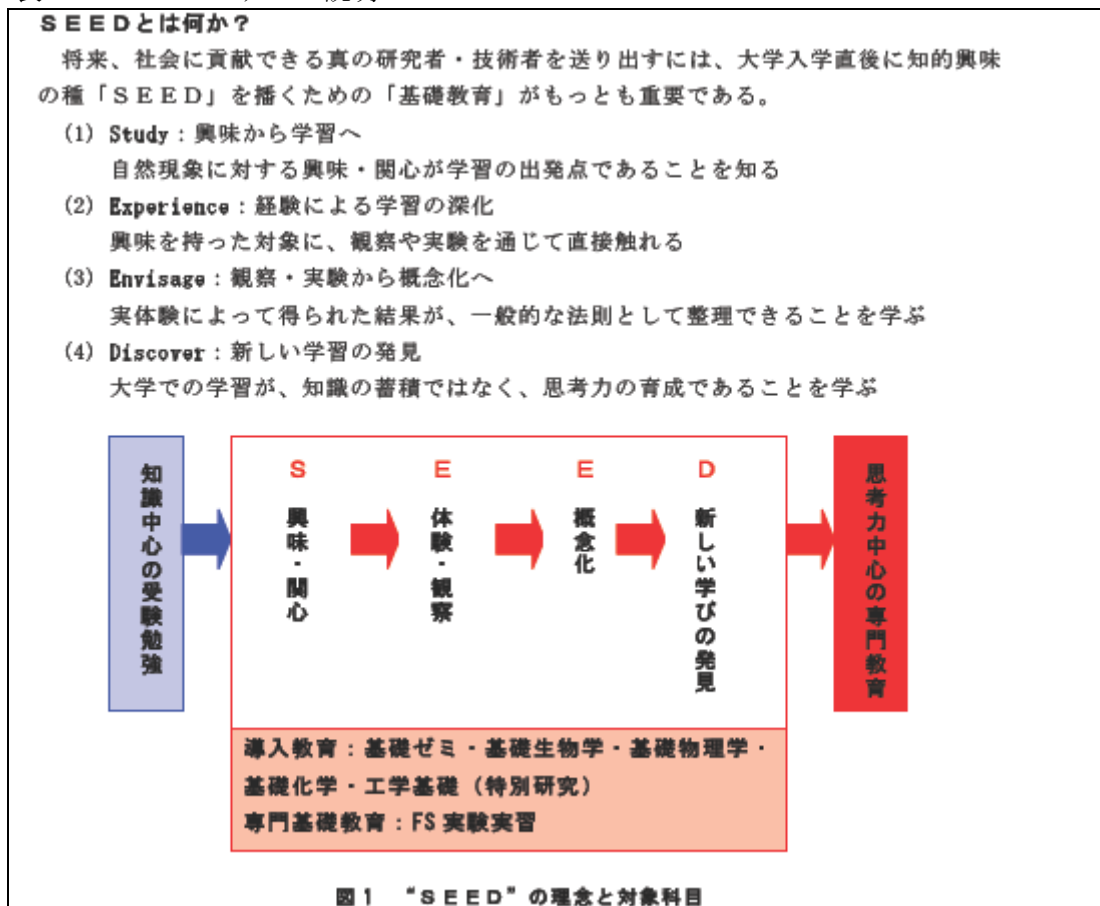 SEEDとは何か？
将来、社会に貢献できる真の研究者・技術者を送り出すには、大学入学直後に知的興味
の種「SEED」を播くための「基礎教育」がもっとも重要である。
(1) Study：興味から学習へ
自然現象に対する興味・関心が学習の出発点であることを知る
(2) Experience：経験による学習の深化
興味を持った対象に、観察や実験を通じて直接触れる
(3) Envisage：観察・実験から概念化へ
実体験によって得られた結果が、一般的な法則として整理できることを学ぶ
(4) Discover：新しい学習の発見
大学での学習が、知識の蓄積ではなく、思考力の育成であることを学ぶ
知識中心の受験勉強
S
興味・関心
E
体験・観察
E
概念化
D
新しい学びの発見
思考力中心の専門教育
導入教育：基礎ゼミ・基礎生物学・基礎物理学・
基礎化学・工学基礎（特別研究）
専門基礎教育：FS実験実習
図1 “SEED”の理念と対象科目